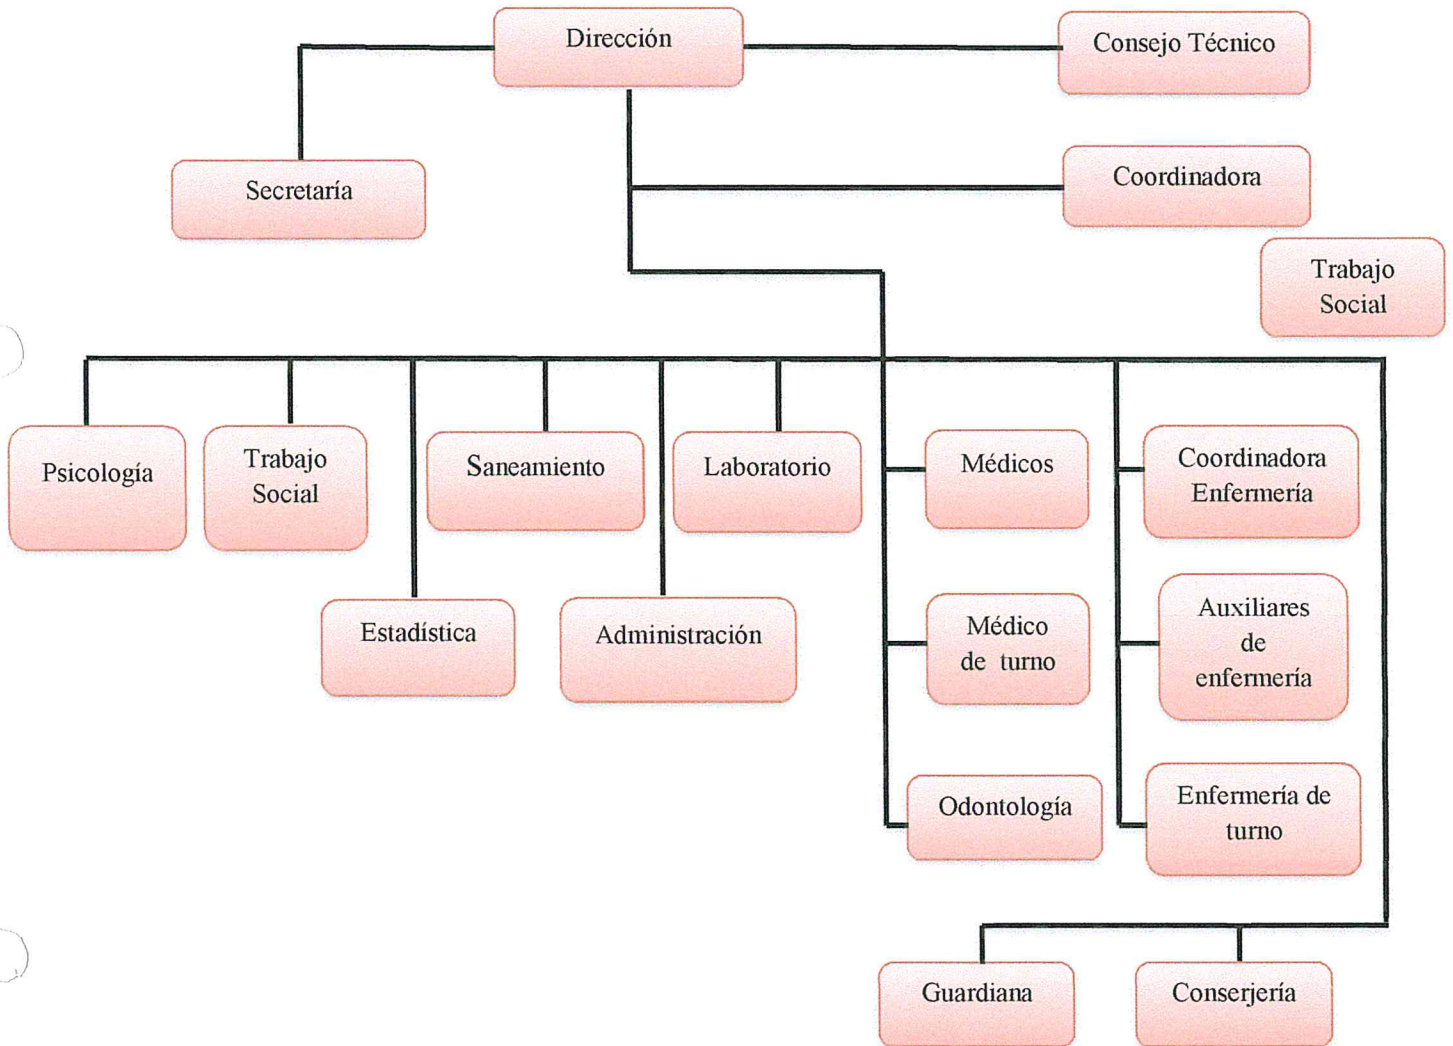 Dirección
Consejo Técnico
Secretaría
Coordinadora
Trabajo
Social
Psicología
Trabajo
Social
Saneamiento
Laboratorio
Médicos
Coordinadora
Enfermería
Estadística
Administración
Médico
de turno
Auxiliares
de
enfermería
Odontología
Enfermería de
turno
Guardiana
Conserjería